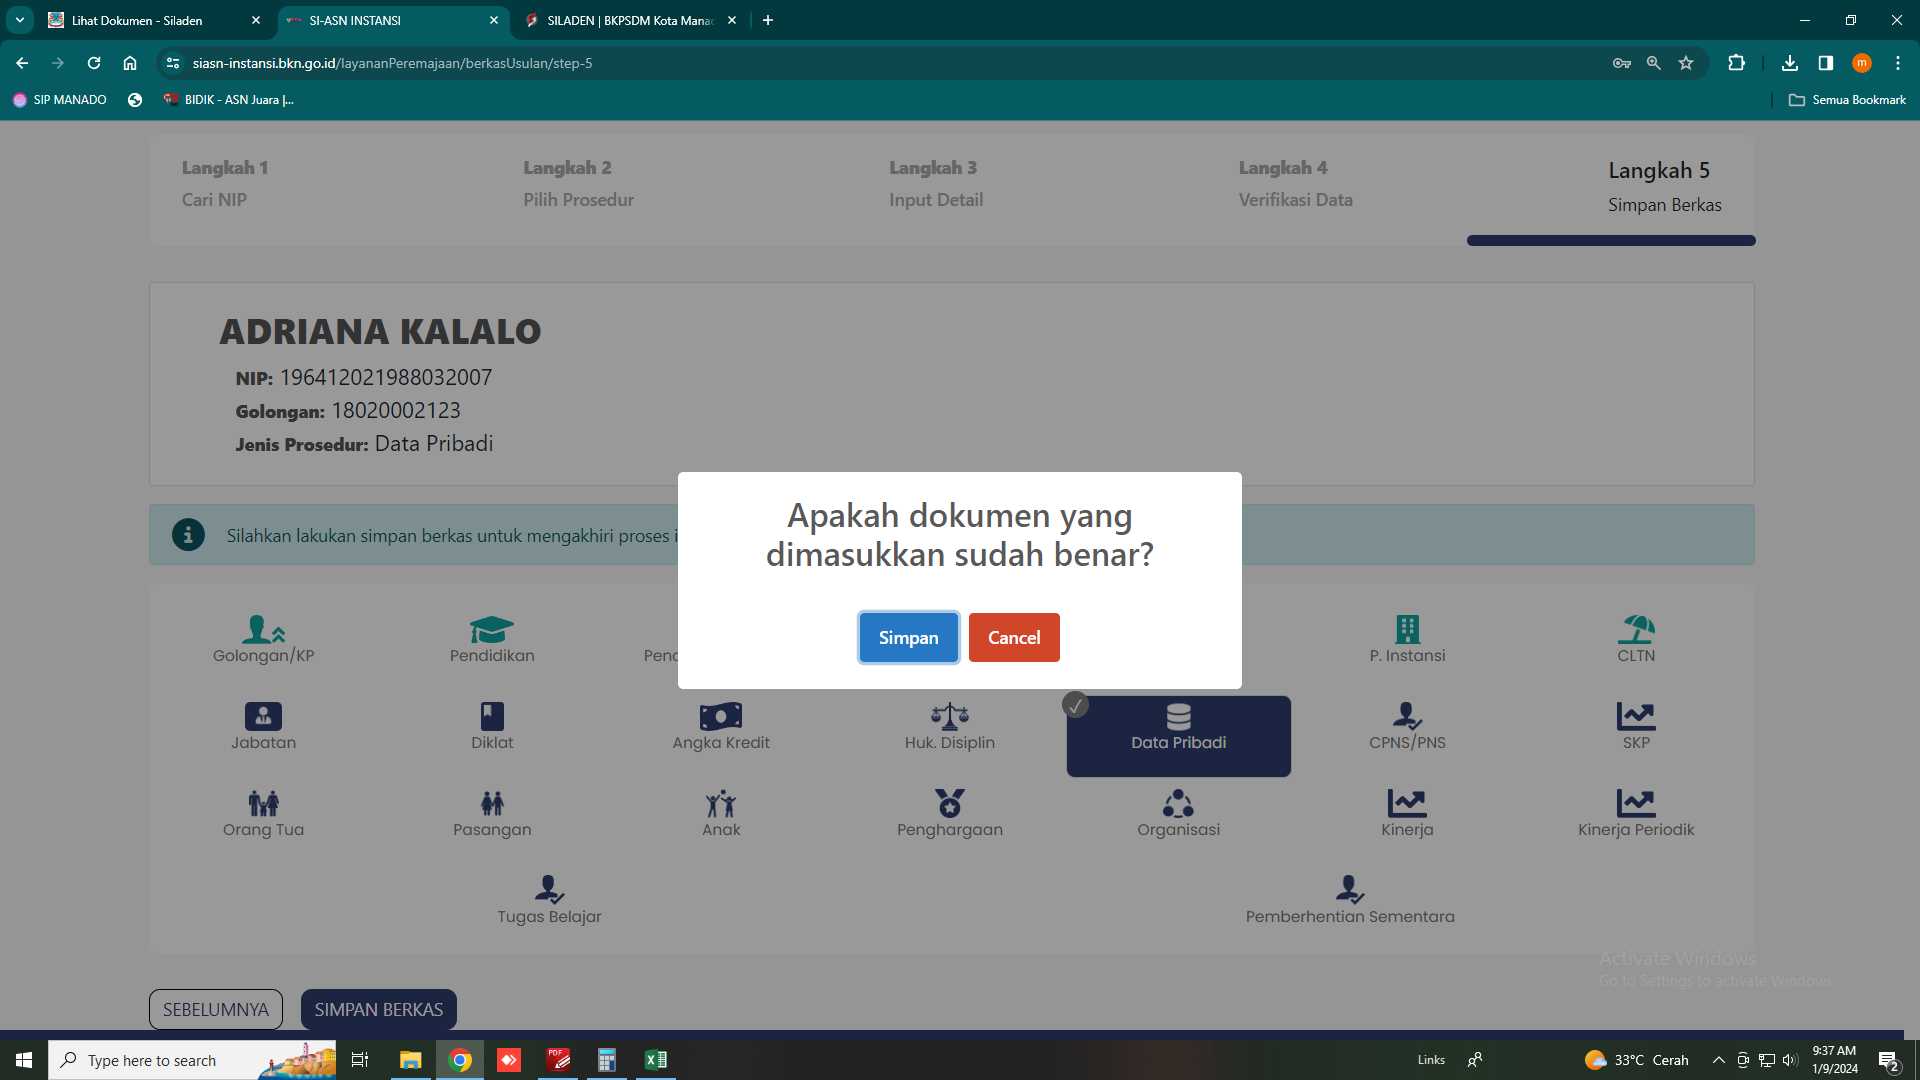 Lihat Dokumen - Siladen
SI-ASN INSTANSI
SILADEN | BKPSDM Kota Mana
siasn-instansi.bkn.go.id/layananPeremajaan/berkasUsulan/step-5
m
SIP MANADO
BIDIK - ASN Juara |...
Semua Bookmark
Langkah 1
Cari NIP
Langkah 2
Pilih Prosedur
Langkah 3
Input Detail
Langkah 4
Verifikasi Data
Langkah 5
Simpan Berkas
ADRIANA KALALO
NIP: 196412021988032007
Golongan: 18020002123
Jenis Prosedur: Data Pribadi
Silahkan lakukan simpan berkas untuk mengakhiri proses i
Apakah dokumen yang
dimasukkan sudah benar?
Simpan
Cancel
Golongan/KP
Pendidikan
Penc
P. Instansi
CLTN
Jabatan
Diklat
Angka Kredit
Huk. Disiplin
Data Pribadi
CPNS/PNS
SKP
Orang Tua
Pasangan
Anak
Penghargaan
Organisasi
Kinerja
Kinerja Periodik
Tugas Belajar
Pemberhentian Sementara
Activate Windows
Go to Settings to activate Windows.
SEBELUMNYA
SIMPAN BERKAS
Type here to search
PDF
Links
33°C Cerah
9:37 AM
1/9/2024
2